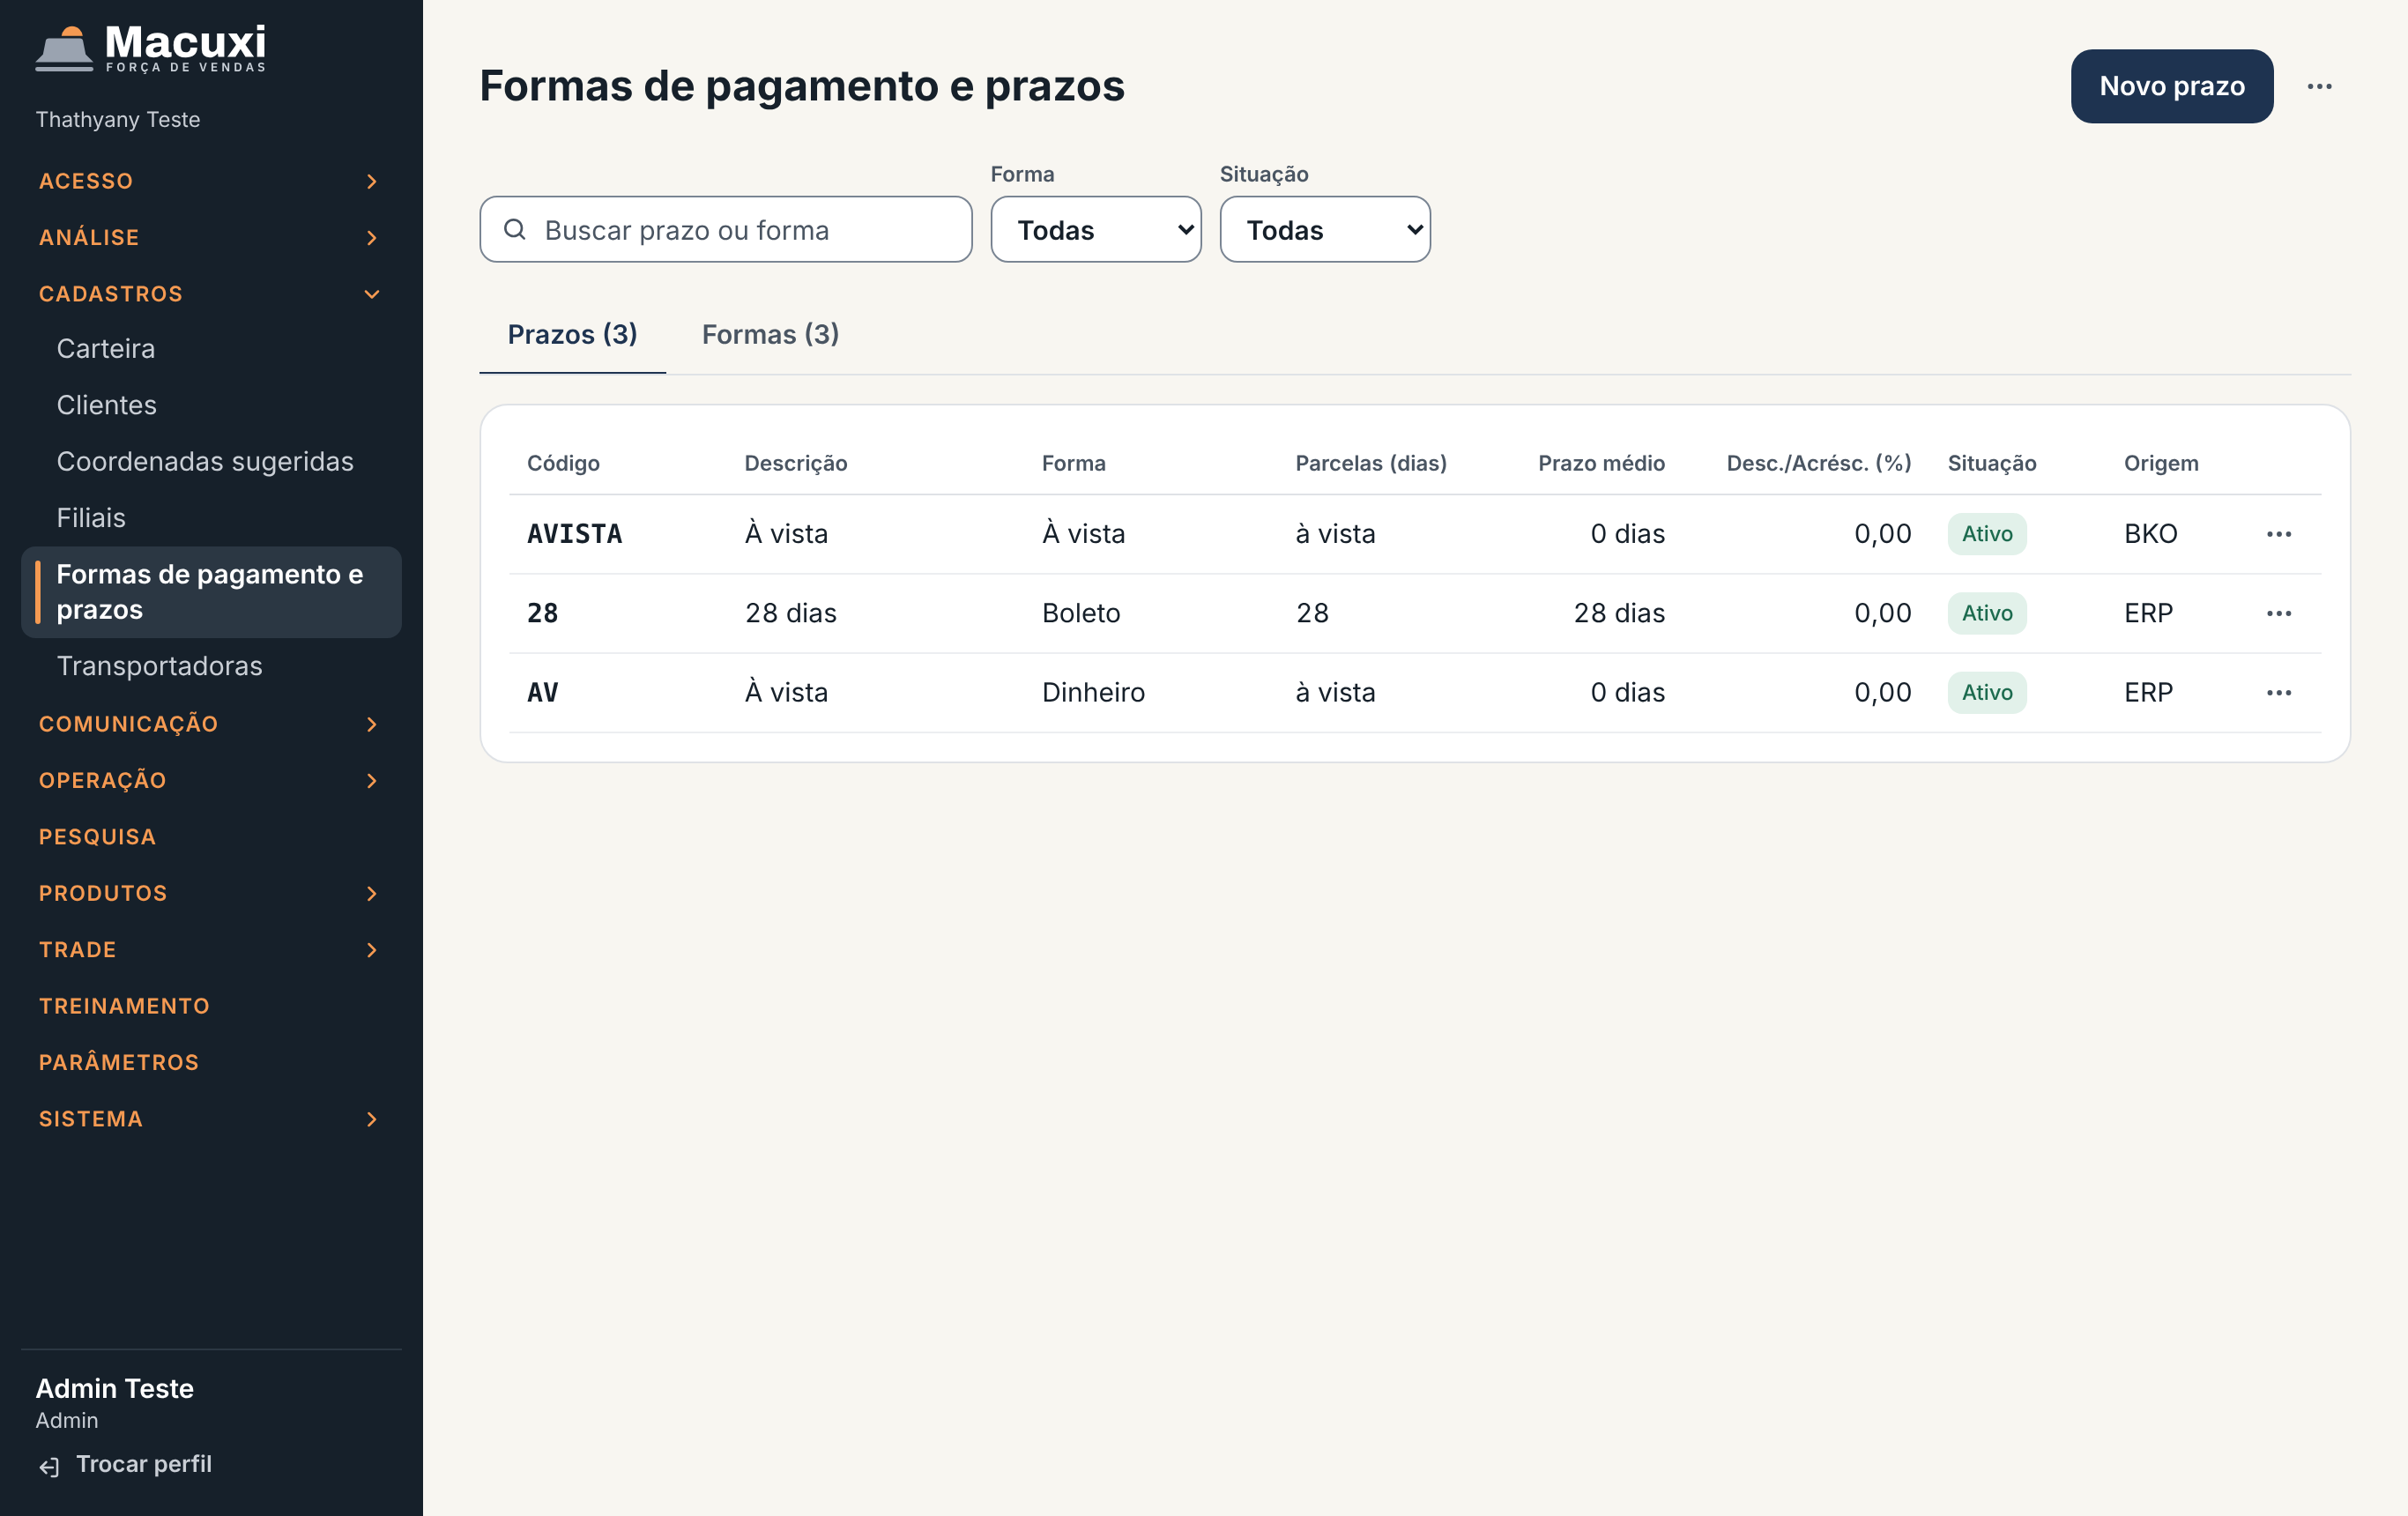 Macuxi
FORÇA DE VENDAS
Thathyany Teste
ACESSO
ANÁLISE
CADASTROS
Carteira
Clientes
Coordenadas sugeridas
Filiais
Formas de pagamento e
prazos
Transportadoras
COMUNICAÇÃO
OPERAÇÃO
PESQUISA
PRODUTOS
TRADE
TREINAMENTO
PARÂMETROS
SISTEMA
Admin Teste
Admin
Trocar perfil
Formas de pagamento e prazos
Novo prazo
Forma Situação
Buscar prazo ou forma Todas Todas
Prazos (3) Formas (3)
Código Descrição Forma Parcelas (dias) Prazo médio Desc./Acrésc. (%) Situação Origem
AVISTA À vista À vista à vista 0 dias 0,00 Ativo BKO
28 28 dias Boleto 28 28 dias 0,00 Ativo ERP
AV À vista Dinheiro à vista 0 dias 0,00 Ativo ERP